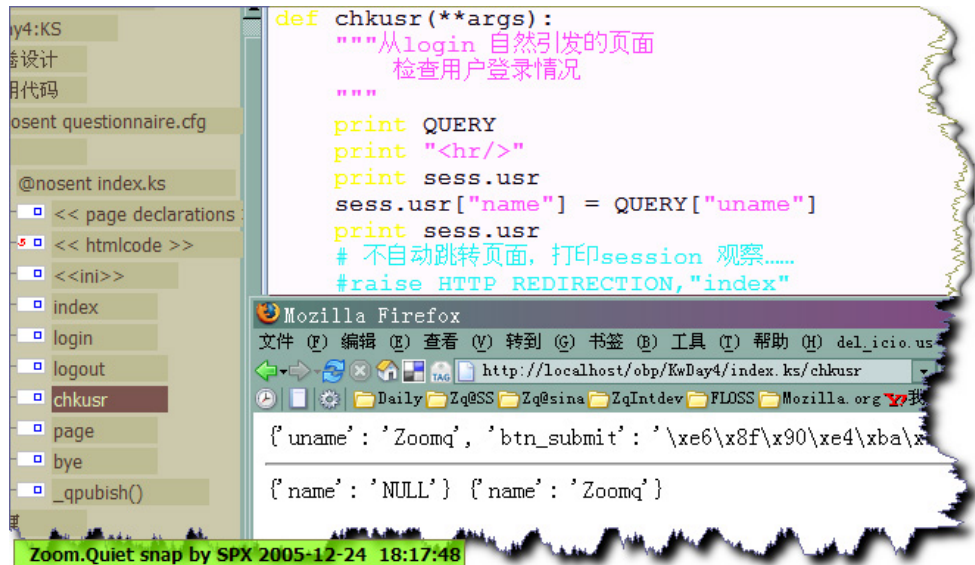 ay4:KS
卷设计
用代码
osent questionnaire.cfg
@nosent index.ks
<< page declarations
<< htmlcode >>
<<ini>>
index
login
logout
chkusr
page
bye
_qpubish()
def chkusr(**args):
"""从login 自然引发的页面
检查用户登录情况
"""
print QUERY
print "<hr/>"
print sess.usr
sess.usr["name"] = QUERY["uname"]
print sess.usr
# 不自动跳转页面，打印session 观察……
#raise HTTP_REDIRECTION,"index"
Mozilla Firefox
文件 (F) 编辑 (E) 查看 (V) 转到 (G) 书签 (B) 工具 (T) 帮助 (H) del_icio.us
TAG http://localhost/obp/KwDay4/index.ks/chkusr
Daily Zq@SS Zq@sina ZqIntdev FLOSS Mozilla.org 我
{'uname': 'Zoomq', 'btn_submit': '\xe6\x8f\x90\xe4\xba\x
{'name': 'NULL'} {'name': 'Zoomq'}
Zoom.Quiet snap by SPX 2005-12-24 18:17:48